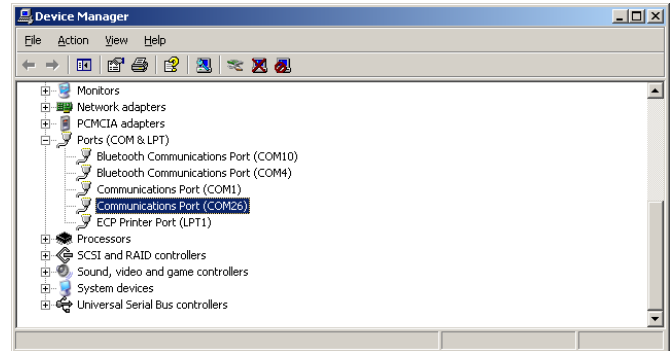 Device Manager
File Action View Help
Monitors
Network adapters
PCMCIA adapters
Ports (COM & LPT)
Bluetooth Communications Port (COM10)
Bluetooth Communications Port (COM4)
Communications Port (COM1)
Communications Port (COM26)
ECP Printer Port (LPT1)
Processors
SCSI and RAID controllers
Sound, video and game controllers
System devices
Universal Serial Bus controllers